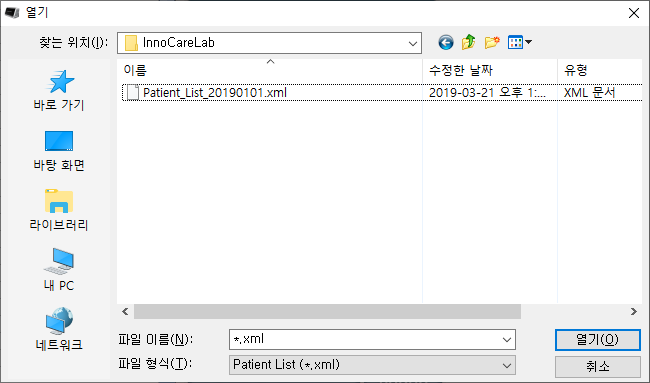 열기
찾는 위치(I):
InnoCareLab
이름
수정한 날짜
유형
Patient_List_20190101.xml
2019-03-21 오후 1:...
XML 문서
바로 가기
바탕 화면
라이브러리
내 PC
네트워크
파일 이름(N):
*.xml
열기(O)
파일 형식(T):
Patient List (*.xml)
취소